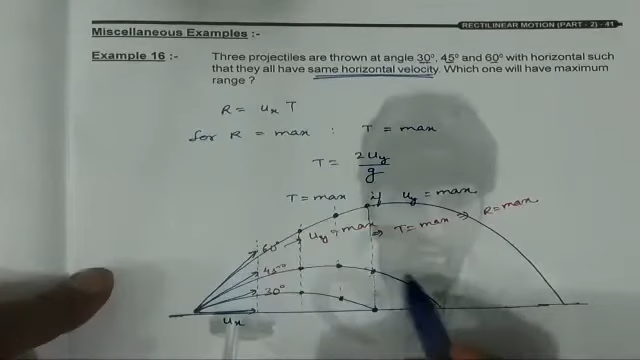 RECTILINEAR MOTION (PART - 2) - 41
Miscellaneous Examples :-
Example 16 :- Three projectiles are thrown at angle 30°, 45° and 60° with horizontal such
that they all have same horizontal velocity. Which one will have maximum
range ?
R = ux T
for R = max : T = max
T = 2uy/g
T = max if uy = max
60° uy = max ⇒ T = max ⇒ R = max
45°
30°
ux